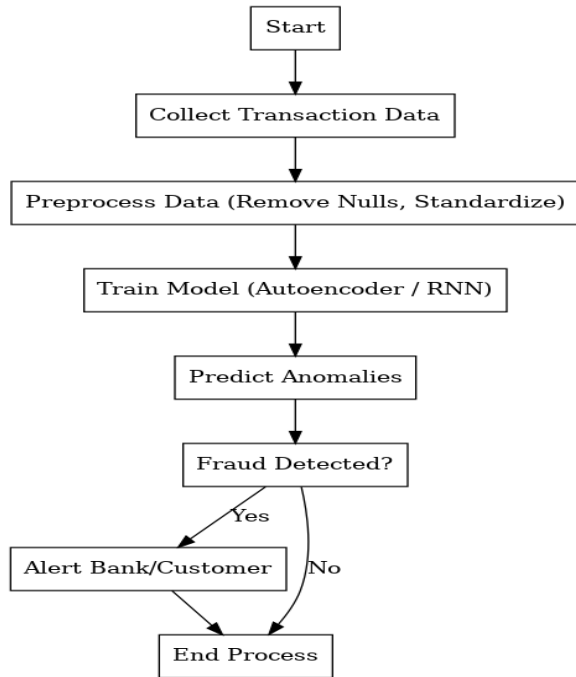 Start
Collect Transaction Data
Preprocess Data (Remove Nulls, Standardize)
Train Model (Autoencoder / RNN)
Predict Anomalies
Fraud Detected?
Yes
Alert Bank/Customer
No
End Process